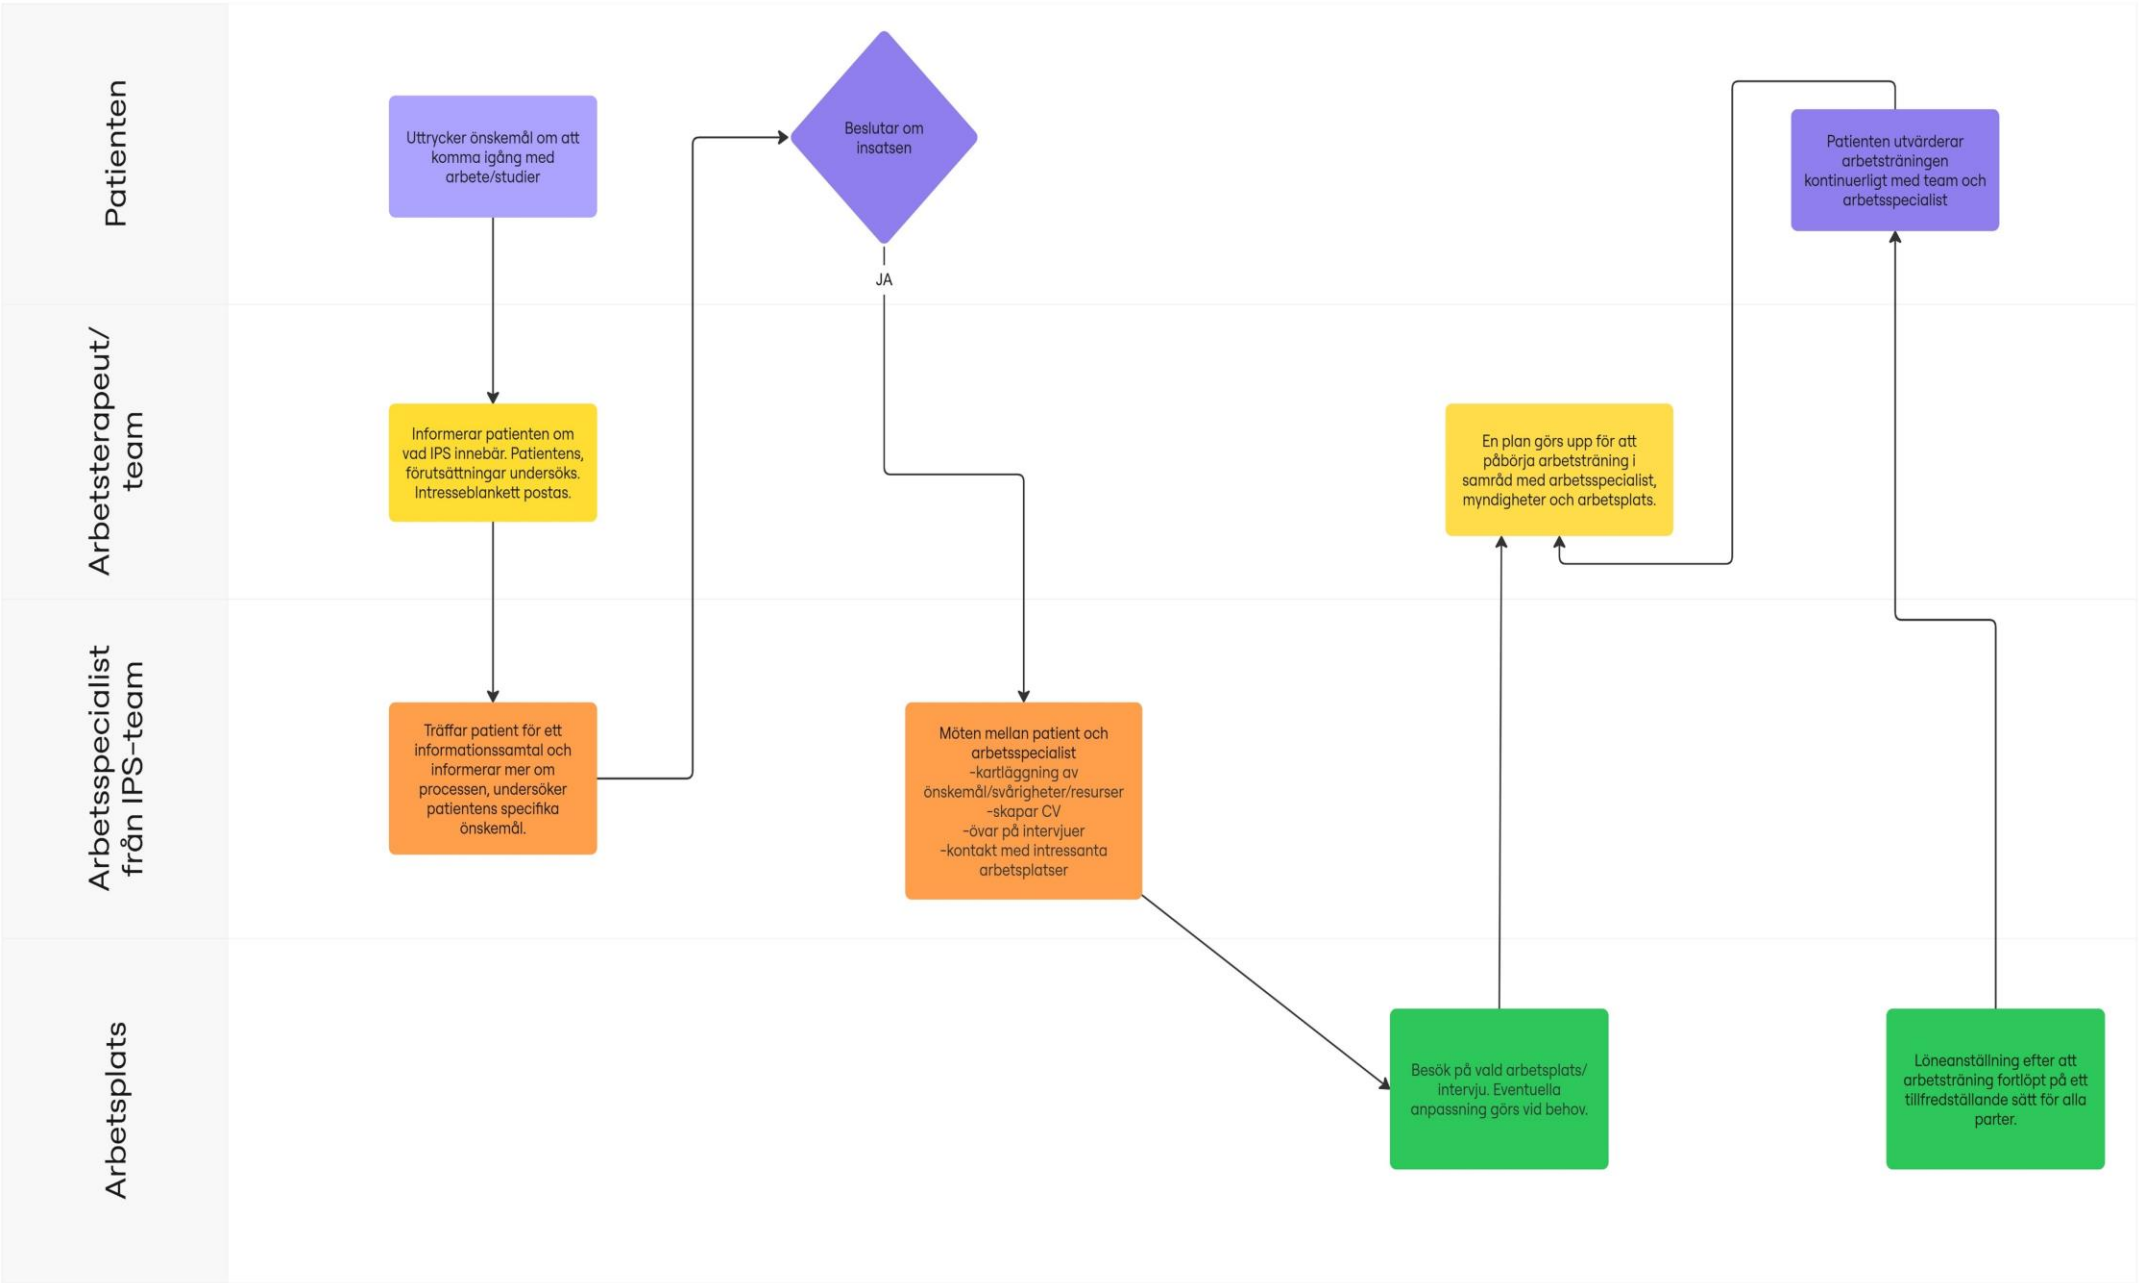 Patienten
Uttrycker önskemål om att
komma igång med
arbete/studier
Beslutar om
insatsen
JA
Patienten utvärderar
arbetsträningen
kontinuerligt med team och
arbetsspecialist
Arbetsterapeut/
team
Informerar patienten om
vad IPS innebär. Patientens,
förutsättningar undersöks.
Intresseblankett postas.
En plan görs upp för att
påbörja arbetsträning i
samråd med arbetsspecialist,
myndigheter och arbetsplats.
Arbetsspecialist
från IPS-team
Träffar patient för ett
informationssamtal och
informerar mer om
processen, undersöker
patientens specifika
önskemål.
Möten mellan patient och
arbetsspecialist
-kartläggning av
önskemål/svårigheter/resurser
-skapar CV
-övar på intervjuer
-kontakt med intressanta
arbetsplatser
Arbetsplats
Besök på vald arbetsplats/
intervju. Eventuella
anpassning görs vid behov.
Löneanställning efter att
arbetsträning fortlöpt på ett
tillfredställande sätt för alla
parter.